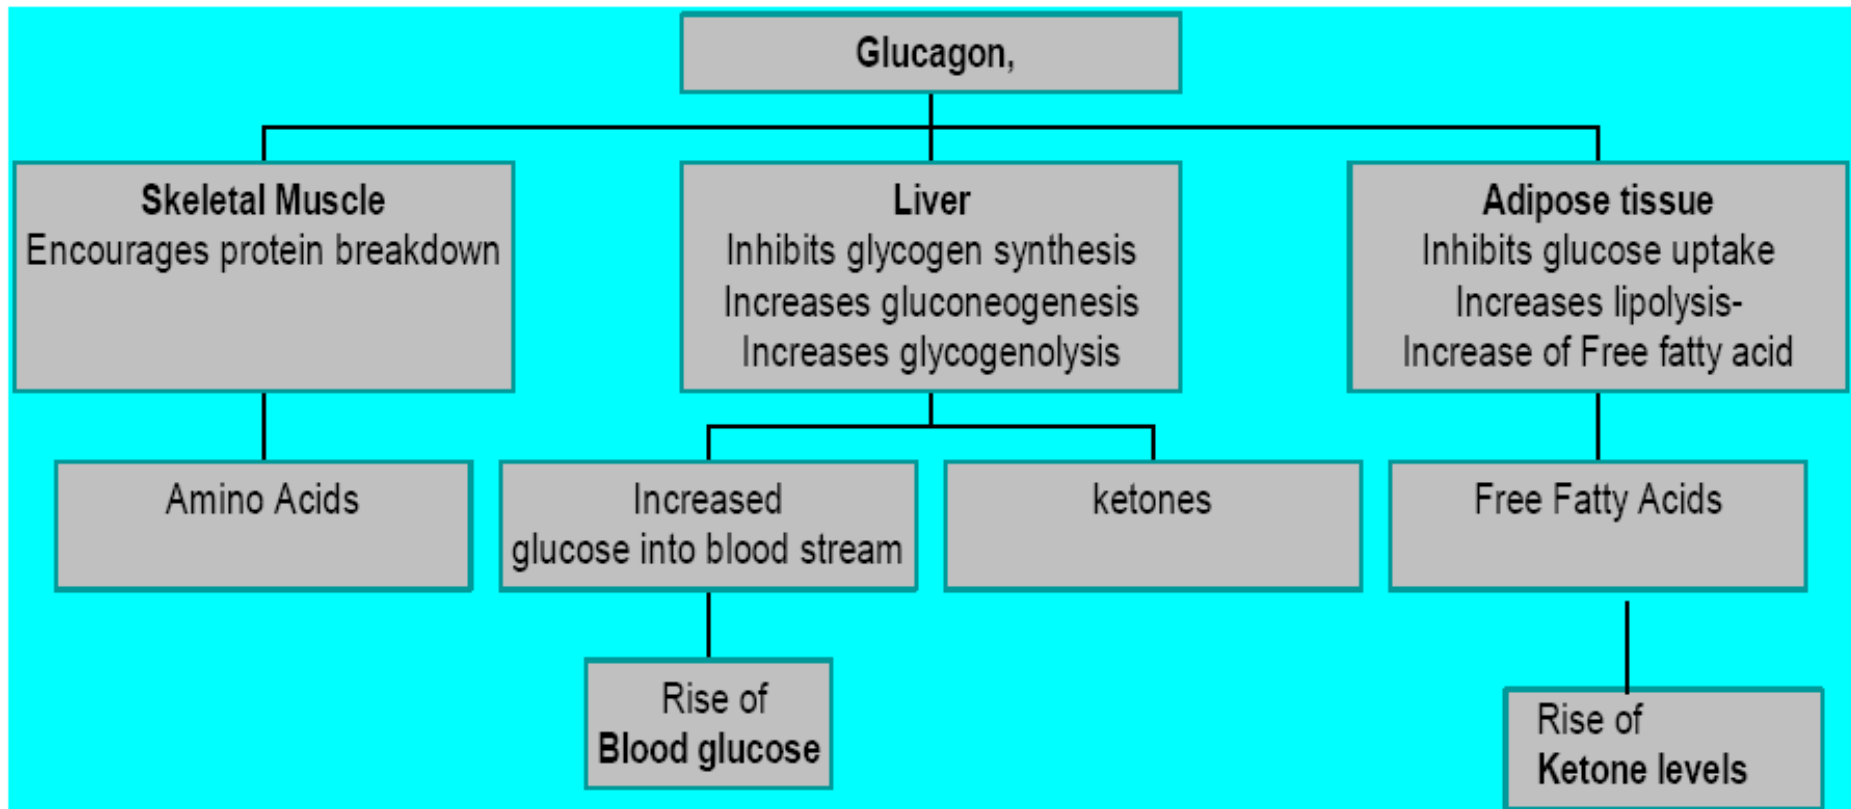 Glucagon,
Skeletal Muscle
Encourages protein breakdown
Liver
Inhibits glycogen synthesis
Increases gluconeogenesis
Increases glycogenolysis
Adipose tissue
Inhibits glucose uptake
Increases lipolysis-
Increase of Free fatty acid
Amino Acids
Increased
glucose into blood stream
ketones
Free Fatty Acids
Rise of
Blood glucose
Rise of
Ketone levels